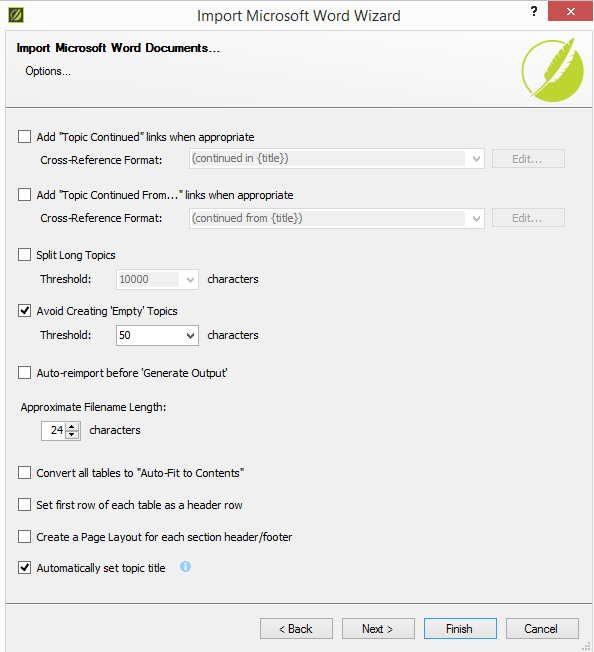 Import Microsoft Word Wizard ?
Import Microsoft Word Documents...
Options...
Add "Topic Continued" links when appropriate
Cross-Reference Format: (continued in {title}) Edit...
Add "Topic Continued From..." links when appropriate
Cross-Reference Format: (continued from {title}) Edit...
Split Long Topics
Threshold: 10000 characters
Avoid Creating 'Empty' Topics
Threshold: 50 characters
Auto-reimport before 'Generate Output'
Approximate Filename Length:
24 characters
Convert all tables to "Auto-Fit to Contents"
Set first row of each table as a header row
Create a Page Layout for each section header/footer
Automatically set topic title i
< Back Next > Finish Cancel